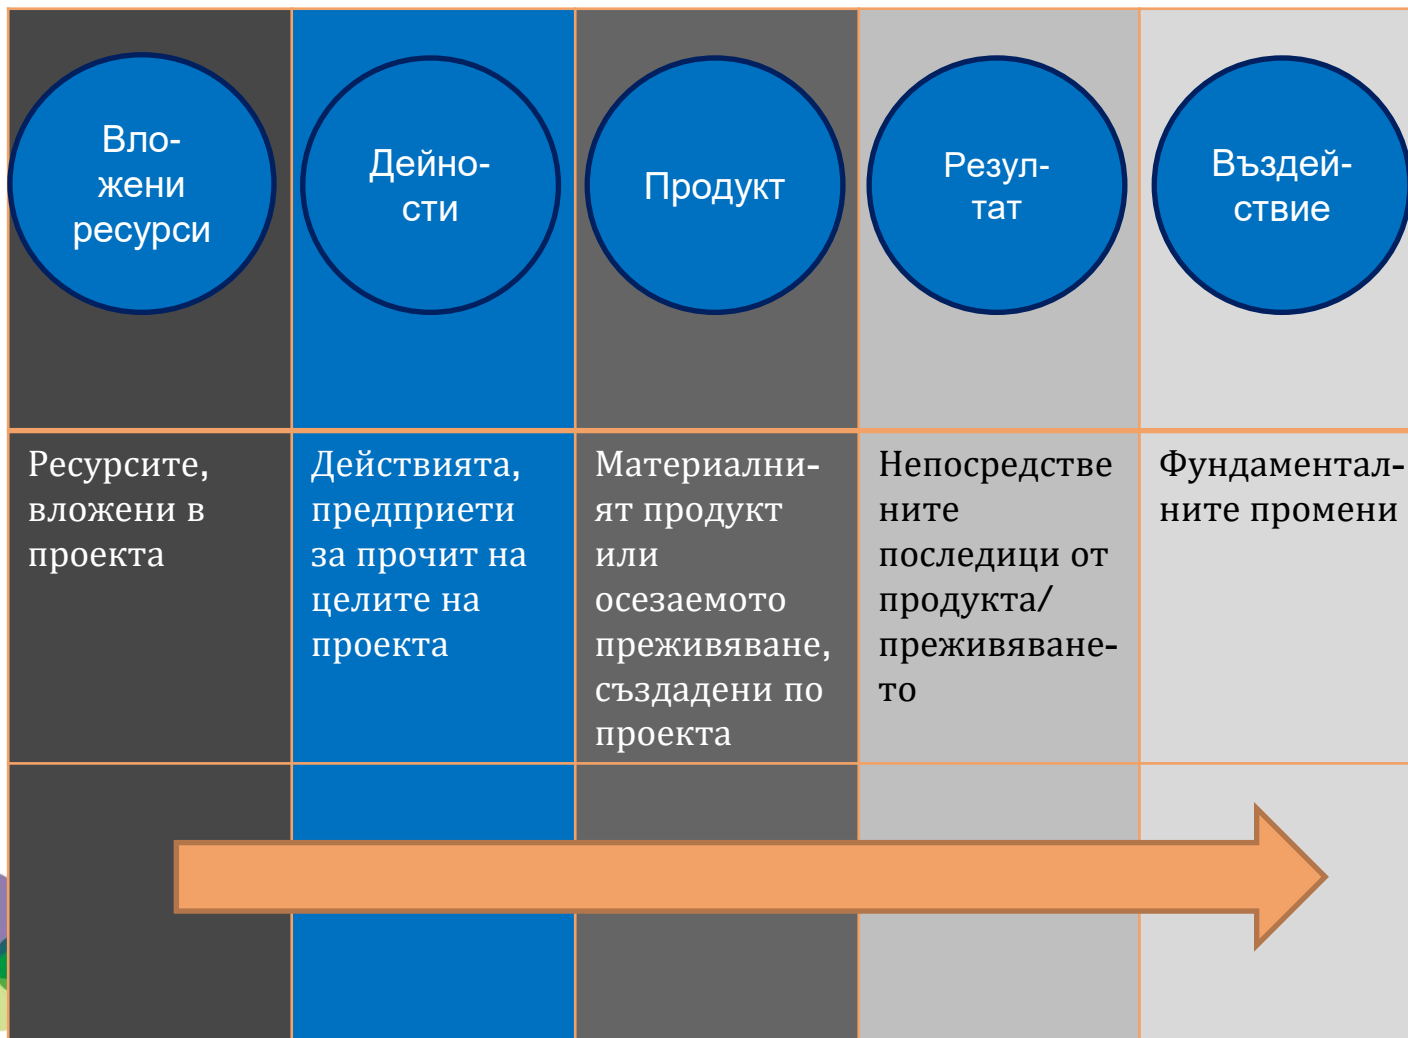 Вло-
жени
ресурси
Дейно-
сти
Продукт
Резул-
тат
Въздей-
ствие
Ресурсите,
вложени в
проекта
Действията,
предприети
за прочит на
целите на
проекта
Материални-
ят продукт
или
осезаемото
преживяване,
създадени по
проекта
Непосредстве
ните
последици от
продукта/
преживяване-
то
Фундаментал-
ните промени